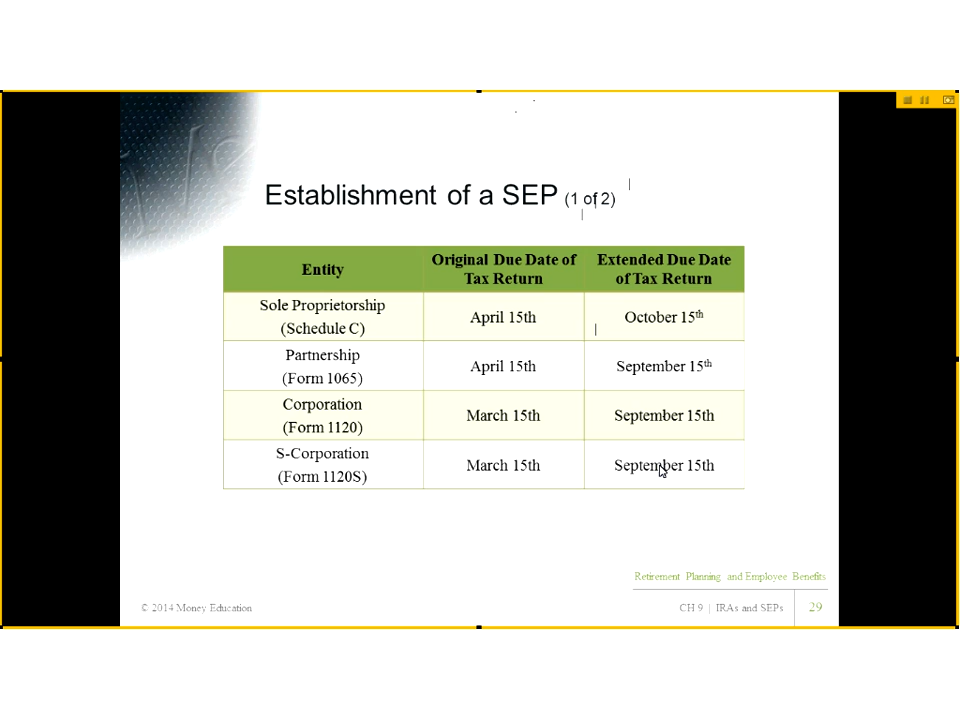 Establishment of a SEP (1 of 2)
Entity
Original Due Date of
Tax Return
Extended Due Date
of Tax Return
Sole Proprietorship
(Schedule C)
April 15th
October 15th
Partnership
(Form 1065)
April 15th
September 15th
Corporation
(Form 1120)
March 15th
September 15th
S-Corporation
(Form 1120S)
March 15th
September 15th
Retirement Planning and Employee Benefits
© 2014 Money Education
CH 9 | IRAs and SEPs
29